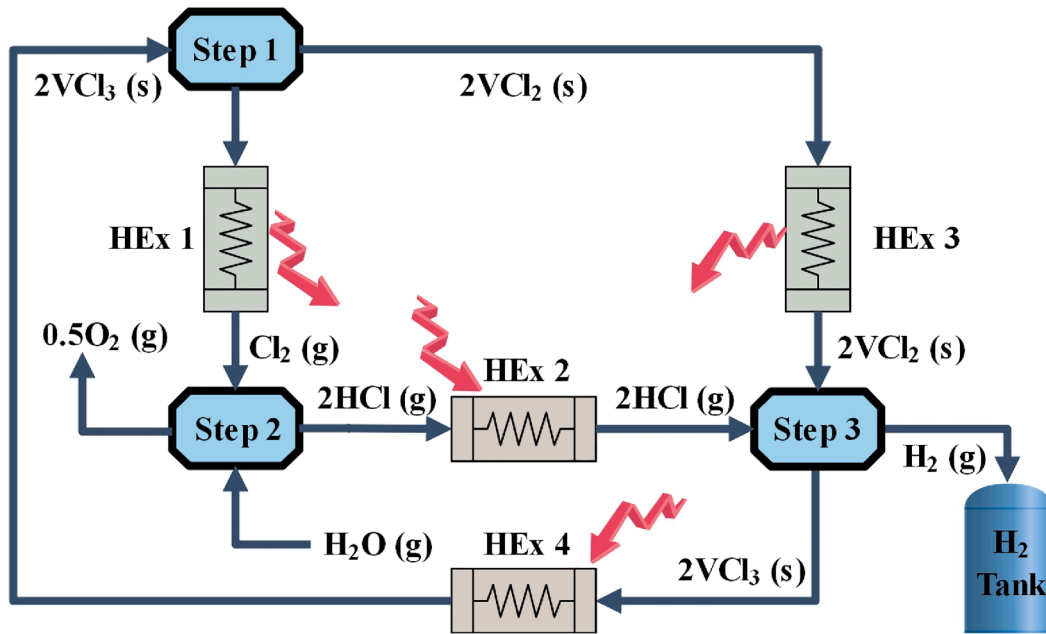 Step 1
2VCl₃ (s)
2VCl₂ (s)
HEx 1
HEx 3
0.5O₂ (g)
Cl₂ (g)
HEx 2
2VCl₂ (s)
2HCl (g)
2HCl (g)
Step 2
Step 3
H₂ (g)
H₂O (g)
HEx 4
2VCl₃ (s)
H₂
Tank